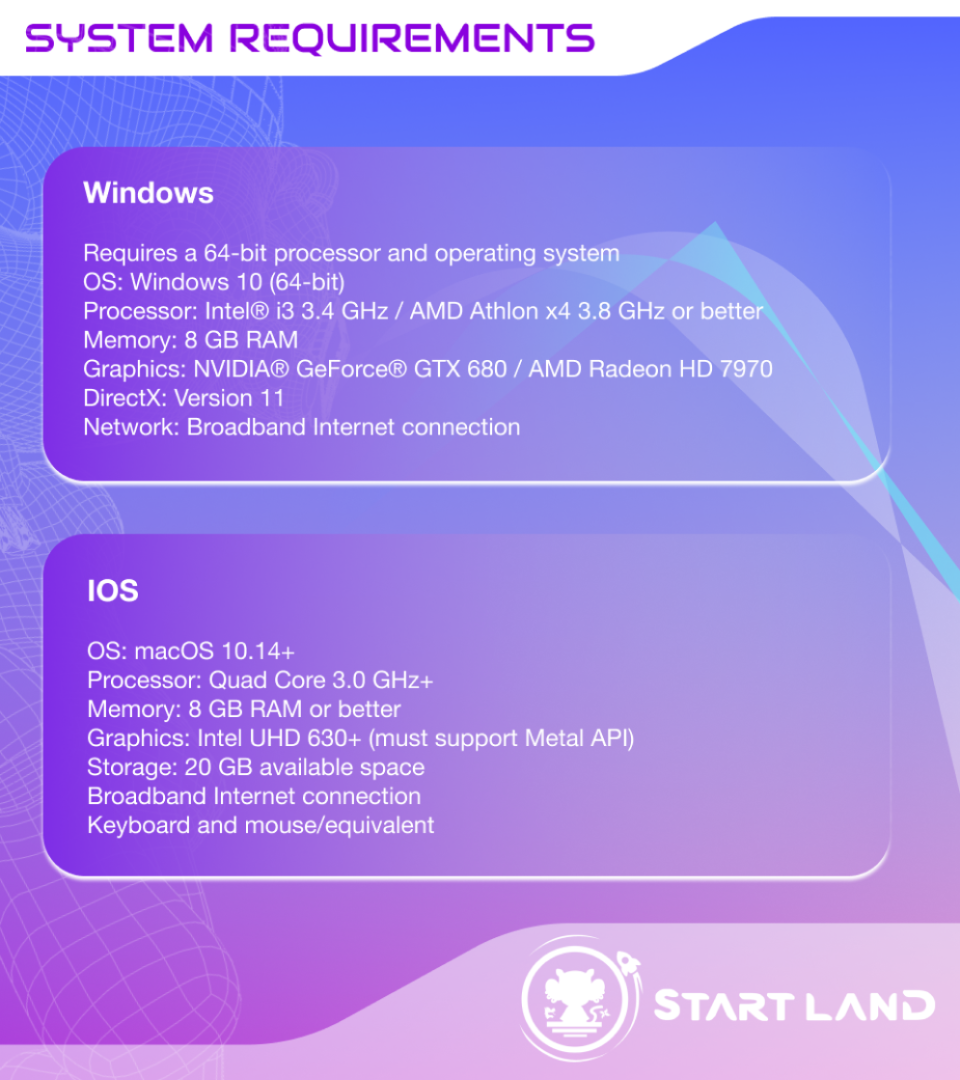 SYSTEM REQUIREMENTS
Windows
Requires a 64-bit processor and operating system
OS: Windows 10 (64-bit)
Processor: Intel® i3 3.4 GHz / AMD Athlon x4 3.8 GHz or better
Memory: 8 GB RAM
Graphics: NVIDIA® GeForce® GTX 680 / AMD Radeon HD 7970
DirectX: Version 11
Network: Broadband Internet connection
IOS
OS: macOS 10.14+
Processor: Quad Core 3.0 GHz+
Memory: 8 GB RAM or better
Graphics: Intel UHD 630+ (must support Metal API)
Storage: 20 GB available space
Broadband Internet connection
Keyboard and mouse/equivalent
START LAND